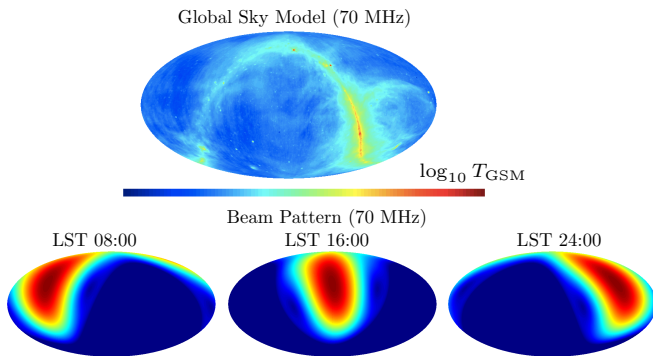 Global Sky Model (70 MHz)
log₁₀ T_GSM
Beam Pattern (70 MHz)
LST 08:00
LST 16:00
LST 24:00